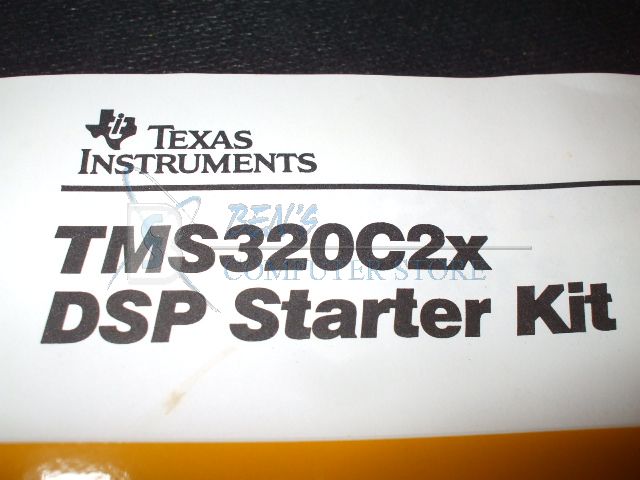 TEXAS
INSTRUMENTS
BEN'S
COMPUTER STORE
TMS320C2x
DSP Starter Kit